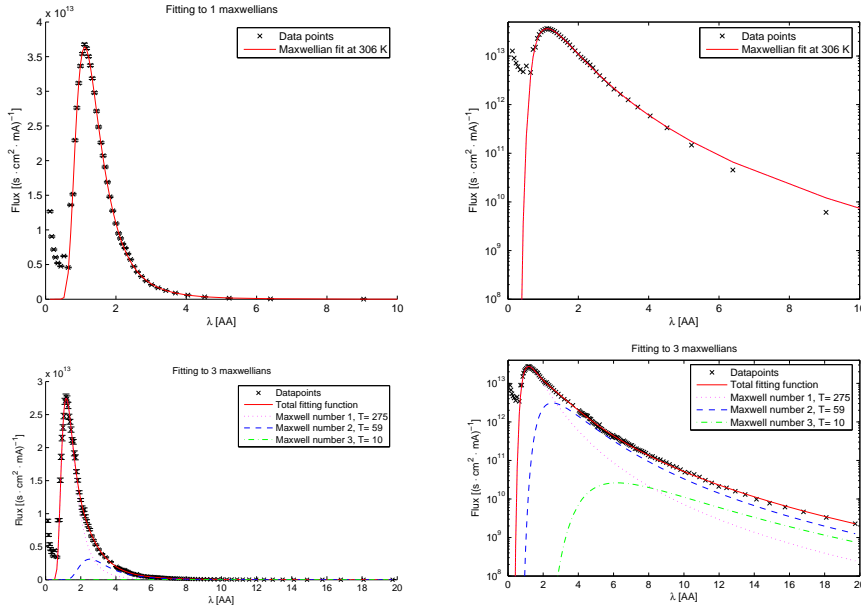 Fitting to 1 maxwellians
x 10^13
Data points
Maxwellian fit at 306 K
4
3.5
3
2.5
2
1.5
1
0.5
0
Flux [(s · cm² · mA)⁻¹]
0 2 4 6 8 10
λ [AA]
Data points
Maxwellian fit at 306 K
10^13
10^12
10^11
10^10
10^9
10^8
Flux [(s · cm² · mA)⁻¹]
0 2 4 6 8 10
λ [AA]
Fitting to 3 maxwellians
x 10^13
Datapoints
Total fitting function
Maxwell number 1, T= 275
Maxwell number 2, T= 59
Maxwell number 3, T= 10
3
2.5
2
1.5
1
0.5
0
Flux [(s · cm² · mA)⁻¹]
0 2 4 6 8 10 12 14 16 18 20
λ [AA]
Fitting to 3 maxwellians
Datapoints
Total fitting function
Maxwell number 1, T= 275
Maxwell number 2, T= 59
Maxwell number 3, T= 10
10^13
10^12
10^11
10^10
10^9
10^8
Flux [(s · cm² · mA)⁻¹]
0 2 4 6 8 10 12 14 16 18 20
λ [AA]